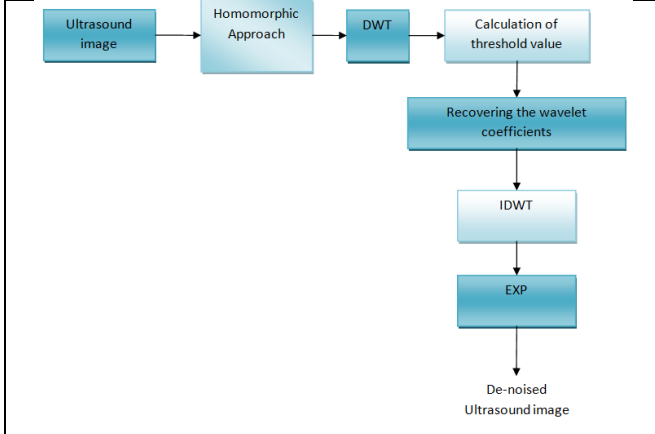 Ultrasound
image
Homomorphic
Approach
DWT
Calculation of
threshold value
Recovering the wavelet
coefficients
IDWT
EXP
De-noised
Ultrasound image